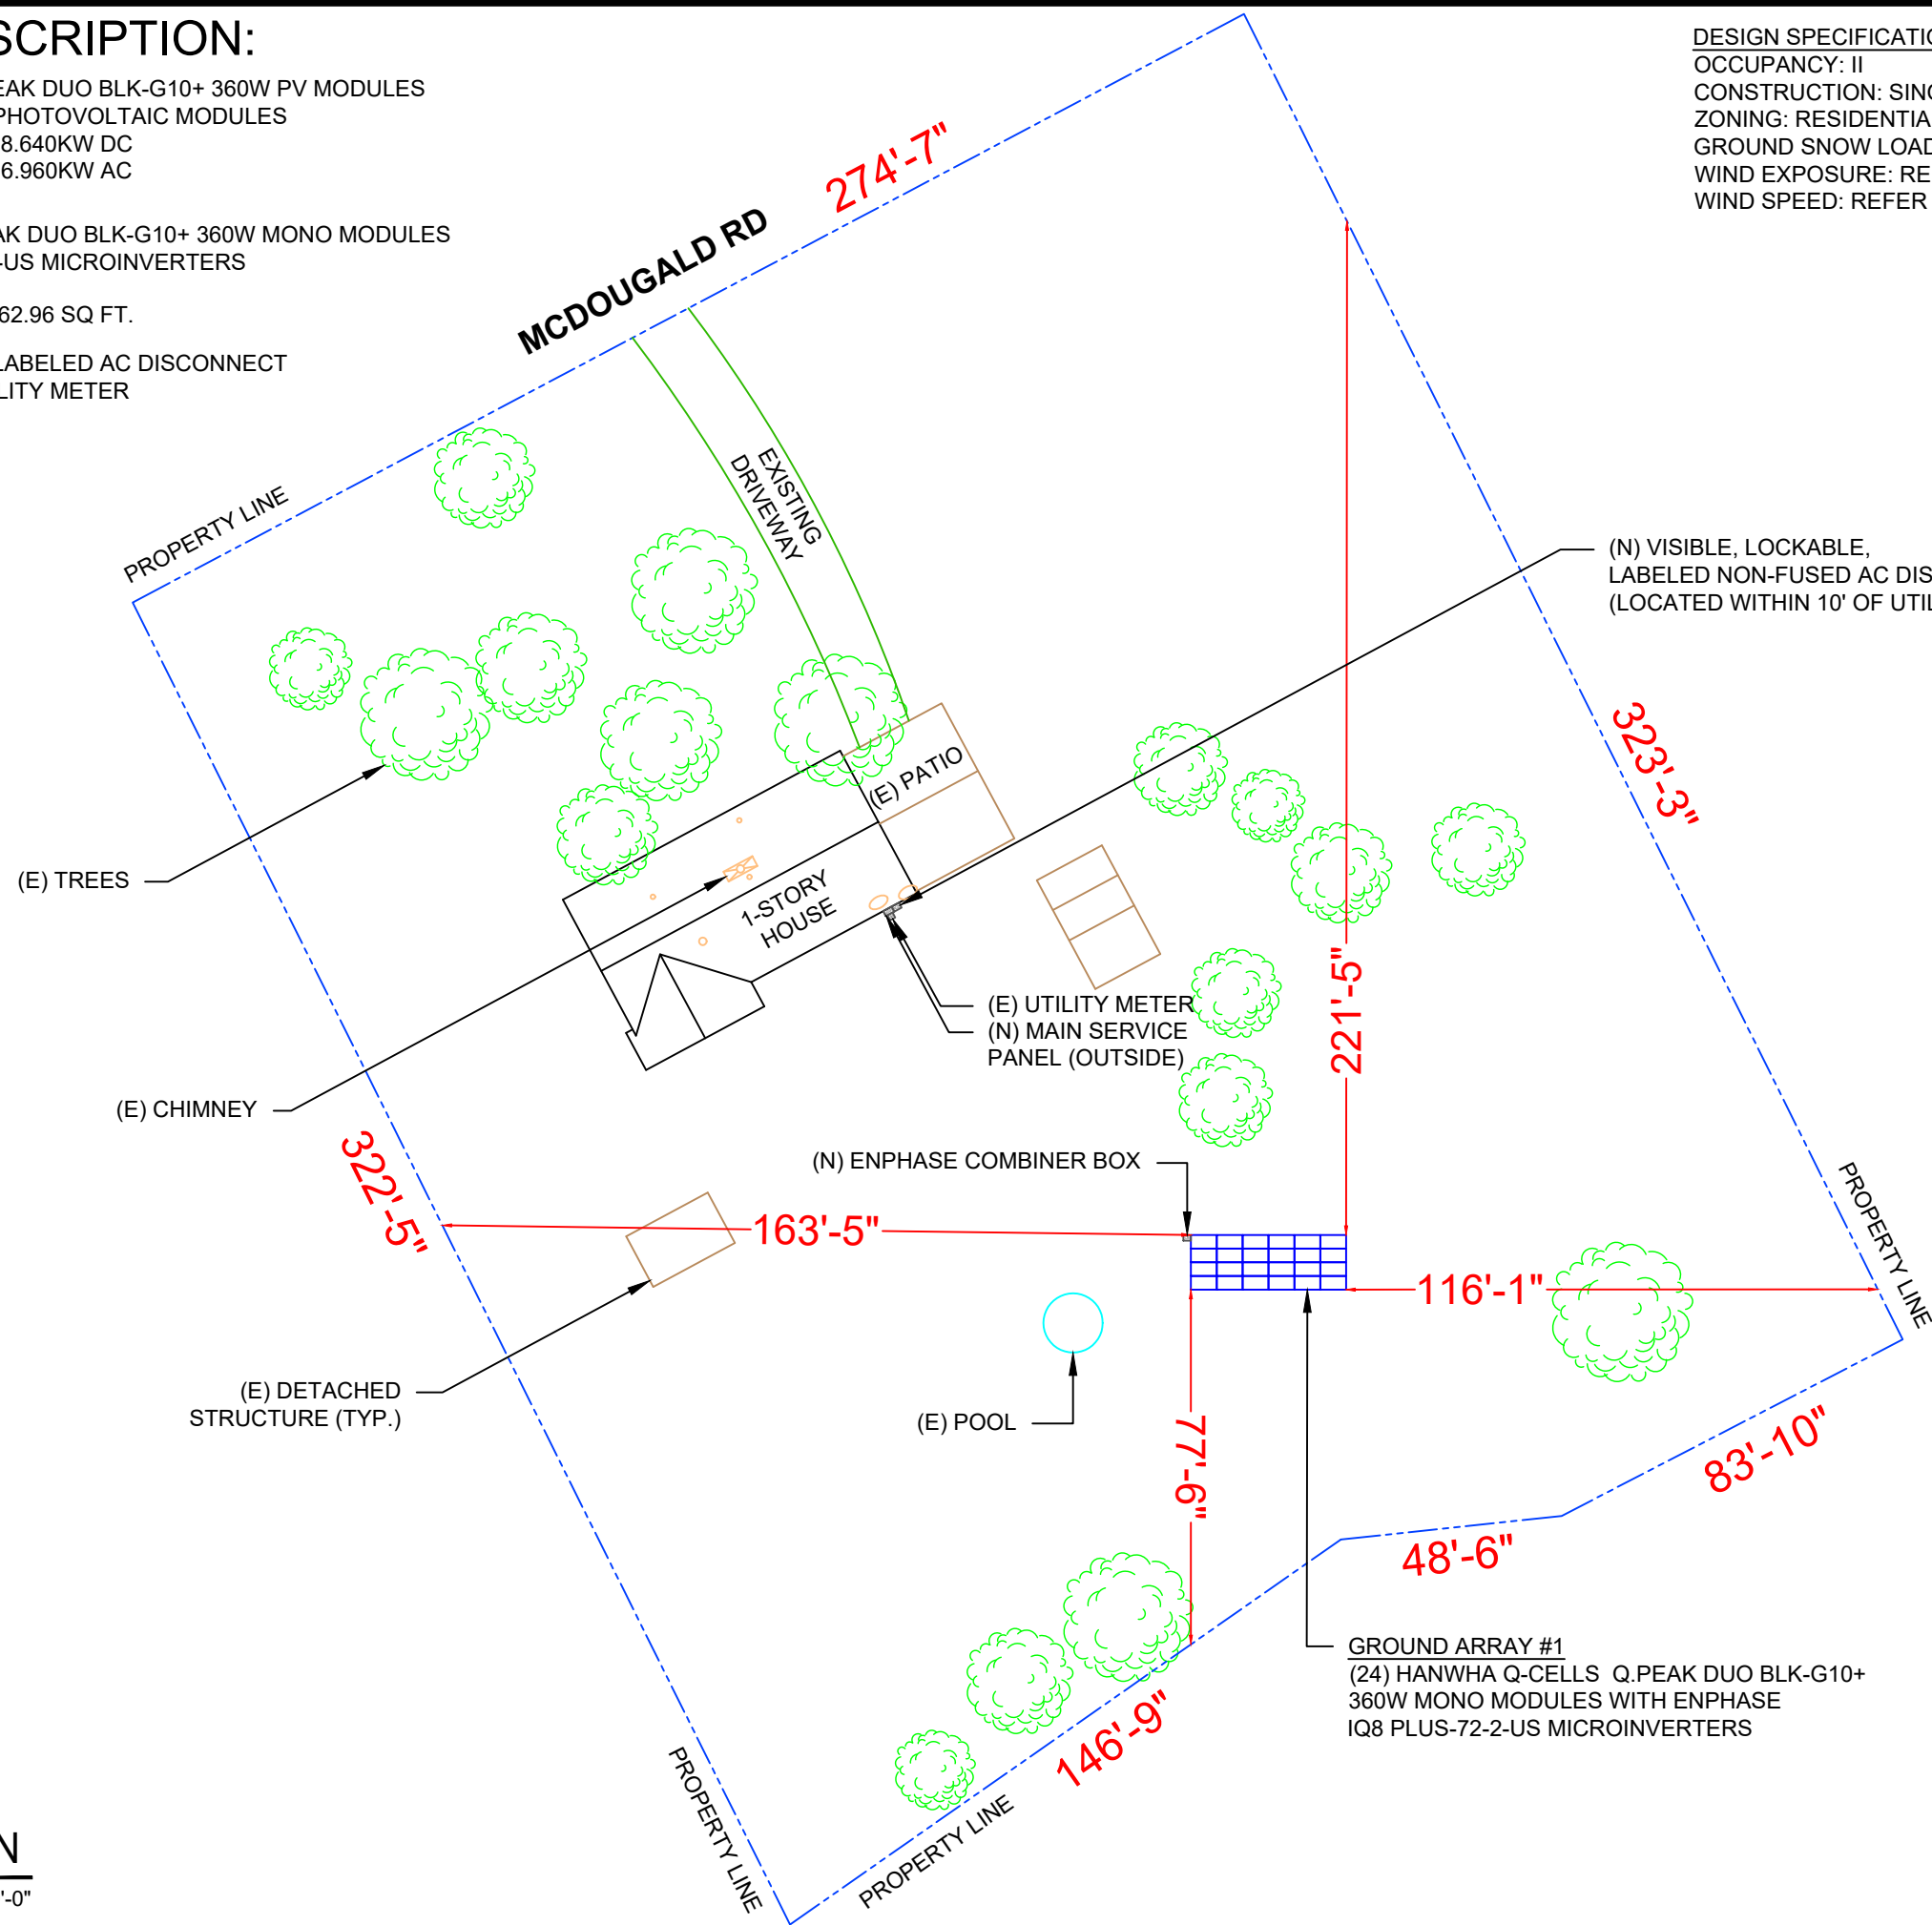 SCRIPTION:
EAK DUO BLK-G10+ 360W PV MODULES
PHOTOVOLTAIC MODULES
8.640KW DC
6.960KW AC
AK DUO BLK-G10+ 360W MONO MODULES
-US MICROINVERTERS
62.96 SQ FT.
LABELED AC DISCONNECT
LITY METER
DESIGN SPECIFICATIO
OCCUPANCY: II
CONSTRUCTION: SING
ZONING: RESIDENTIA
GROUND SNOW LOAD
WIND EXPOSURE: RE
WIND SPEED: REFER
274'-7"
MCDOUGALD RD
PROPERTY LINE
EXISTING
DRIVEWAY
(N) VISIBLE, LOCKABLE,
LABELED NON-FUSED AC DIS
(LOCATED WITHIN 10' OF UTIL
323'-3"
(E) PATIO
(E) TREES
1-STORY
HOUSE
221'-5"
(E) UTILITY METER
(N) MAIN SERVICE
PANEL (OUTSIDE)
(E) CHIMNEY
322'-5"
(N) ENPHASE COMBINER BOX
PROPERTY LINE
163'-5"
116'-1"
(E) DETACHED
STRUCTURE (TYP.)
(E) POOL
77'-6"
83'-10"
48'-6"
GROUND ARRAY #1
(24) HANWHA Q-CELLS Q.PEAK DUO BLK-G10+
360W MONO MODULES WITH ENPHASE
IQ8 PLUS-72-2-US MICROINVERTERS
146'-9"
PROPERTY LINE
PROPERTY LINE
N
'-0"